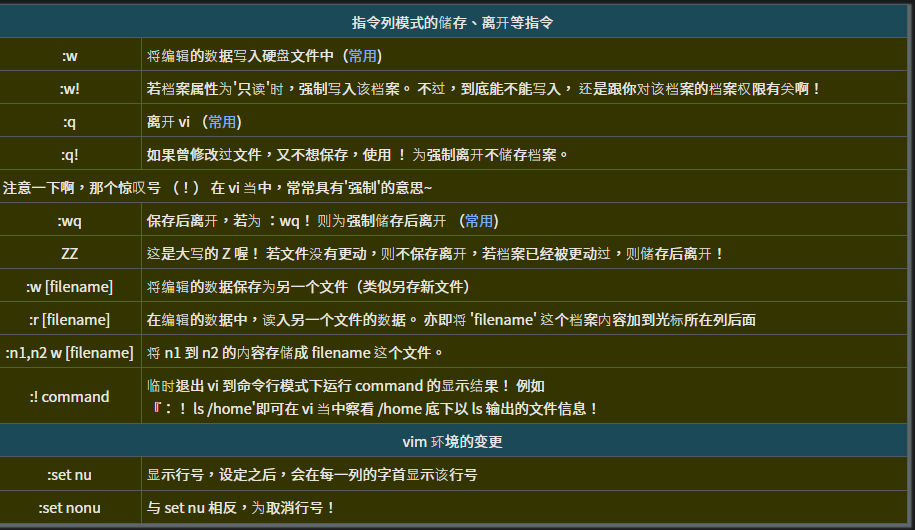 指令列模式的储存、离开等指令
:w 将编辑的数据写入硬盘文件中（常用)
:w! 若档案属性为'只读'时，强制写入该档案。 不过，到底能不能写入， 还是跟你对该档案的档案权限有关啊！
:q 离开 vi （常用)
:q! 如果曾修改过文件，又不想保存，使用 ！ 为强制离开不储存档案。
注意一下啊，那个惊叹号 （！） 在 vi 当中，常常具有'强制'的意思~
:wq 保存后离开，若为 ：wq！ 则为强制储存后离开 （常用)
ZZ 这是大写的 Z 喔！ 若文件没有更动，则不保存离开，若档案已经被更动过，则储存后离开！
:w [filename] 将编辑的数据保存为另一个文件（类似另存新文件）
:r [filename] 在编辑的数据中，读入另一个文件的数据。 亦即将 'filename' 这个档案内容加到光标所在列后面
:n1,n2 w [filename] 将 n1 到 n2 的内容存储成 filename 这个文件。
:! command 临时退出 vi 到命令行模式下运行 command 的显示结果！ 例如
『：！ ls /home'即可在 vi 当中察看 /home 底下以 ls 输出的文件信息！
vim 环境的变更
:set nu 显示行号，设定之后，会在每一列的字首显示该行号
:set nonu 与 set nu 相反，为取消行号！